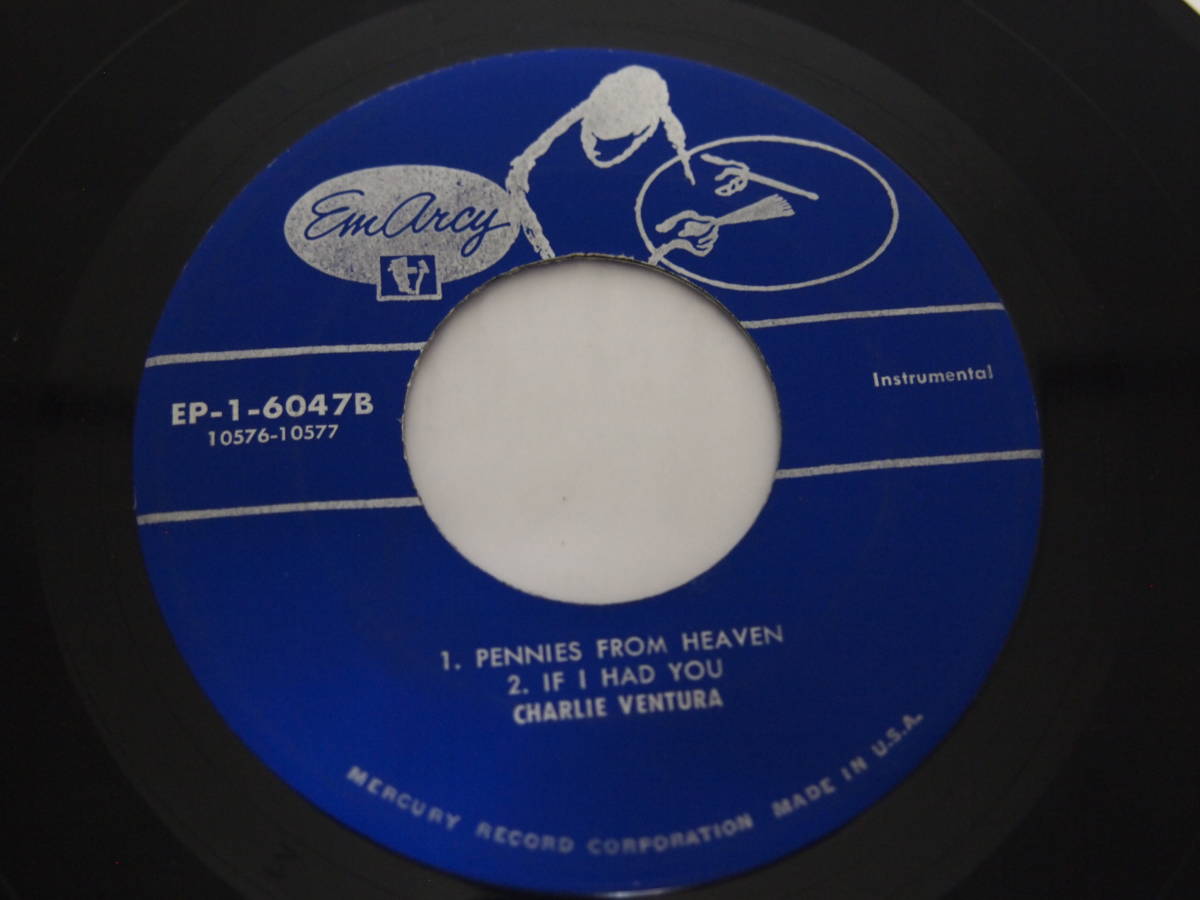 EmArcy
EP-1-6047B
10576-10577
Instrumental
1. PENNIES FROM HEAVEN
2. IF I HAD YOU
CHARLIE VENTURA
MERCURY RECORD CORPORATION MADE IN U.S.A.